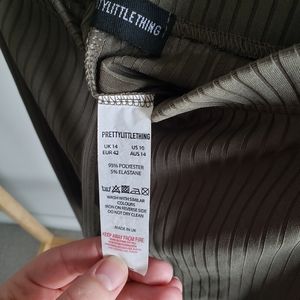 TYLITTLETHING
PRETTYLITTLETHING
UK 14 US 10
EUR 42 AUS 14
95% POLYESTER
5% ELASTANE
WASH WITH SIMILAR
COLOURS
IRON ON REVERSE SIDE
DO NOT DRY CLEAN
KEEP AWAY FROM FIRE
MADE IN UK